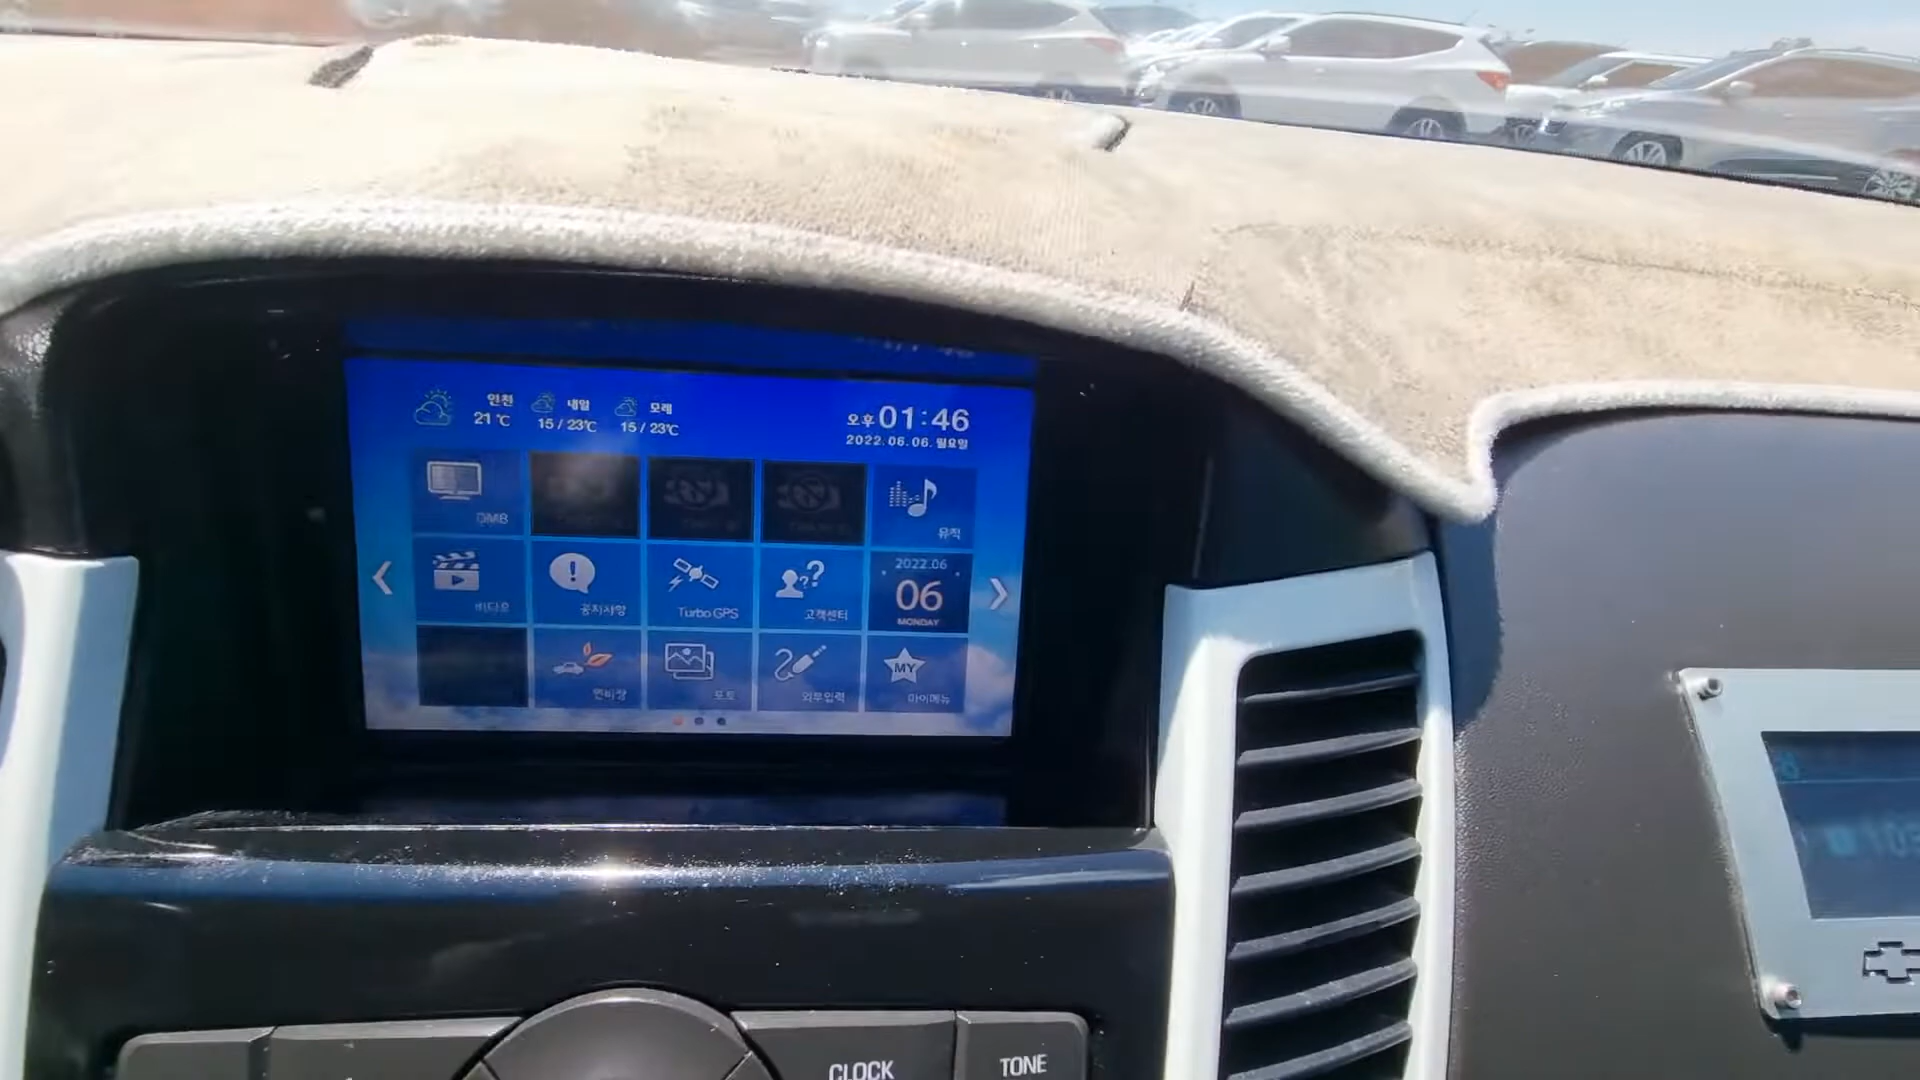 인천
21 ℃
내일
15 / 23℃
모레
15 / 23℃
오후 01:46
2022. 06. 06. 월요일
DMB
뮤직
비디오
공지사항
Turbo GPS
고객센터
2022.06
06
MONDAY
연비장
포토
외부입력
MY
마이메뉴
CLOCK
TONE